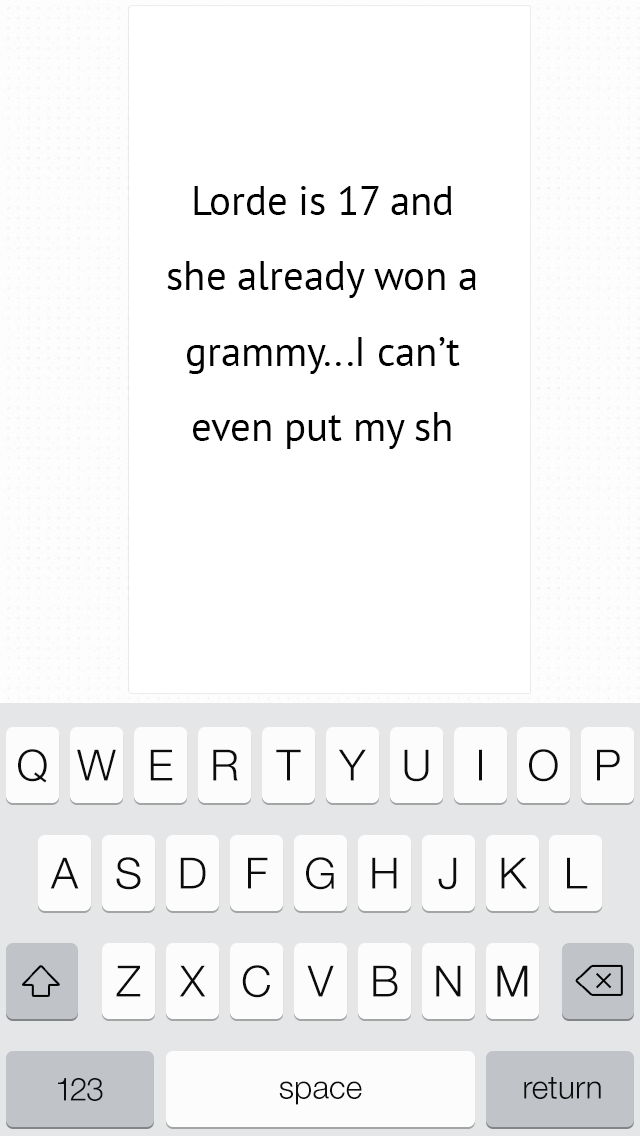 Lorde is 17 and
she already won a
grammy...I can’t
even put my sh
Q W E R T Y U I O P
A S D F G H J K L
Z X C V B N M
123 space return